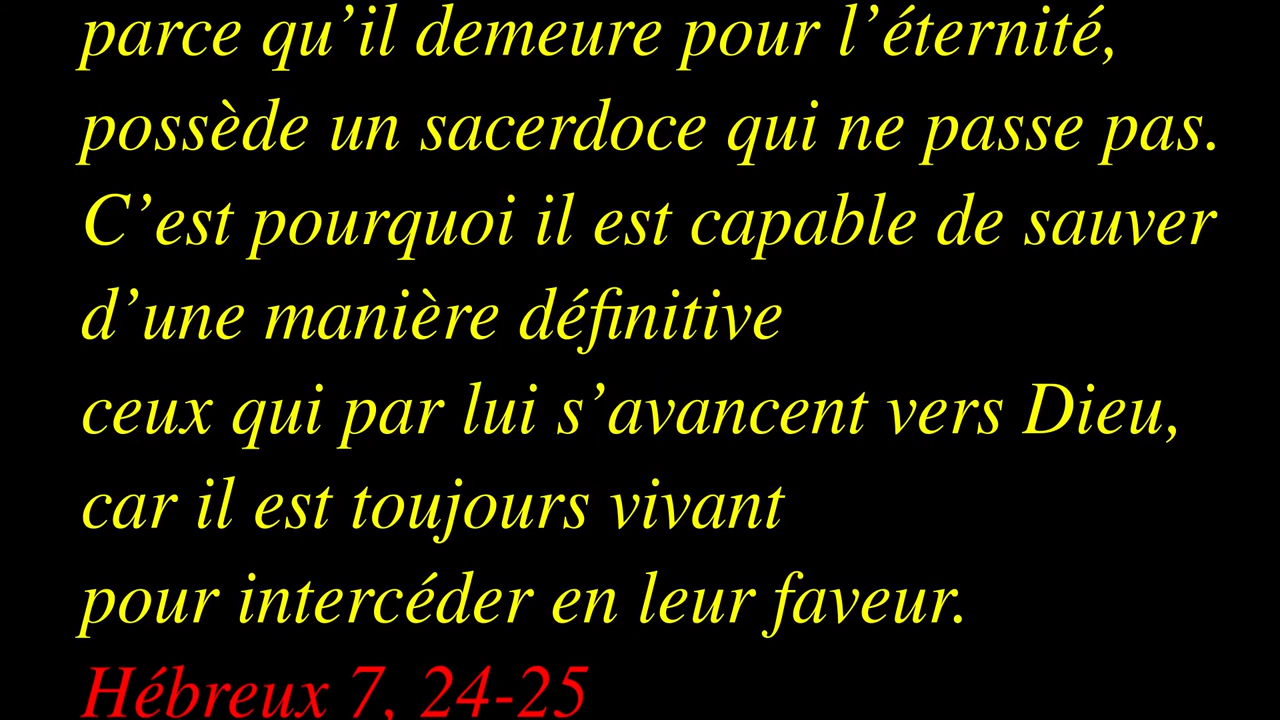 parce qu’il demeure pour l’éternité,
possède un sacerdoce qui ne passe pas.
C’est pourquoi il est capable de sauver
d’une manière définitive
ceux qui par lui s’avancent vers Dieu,
car il est toujours vivant
pour intercéder en leur faveur.
Hébreux 7, 24-25